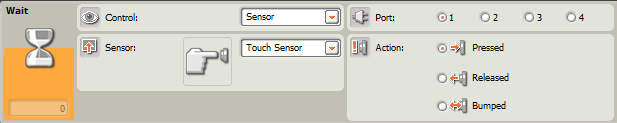 Wait
0
Control: Sensor
Sensor: Touch Sensor
Port: 1 2 3 4
Action: Pressed
Released
Bumped